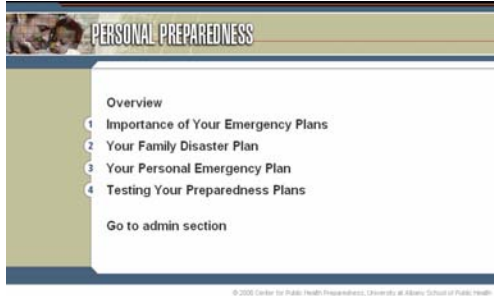 PERSONAL PREPAREDNESS
Overview
1 Importance of Your Emergency Plans
2 Your Family Disaster Plan
3 Your Personal Emergency Plan
4 Testing Your Preparedness Plans
Go to admin section
Center for Public Health Preparedness, University at Albany School of Public Health